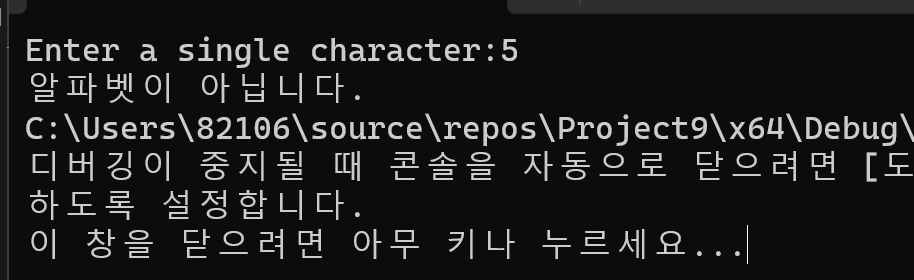 Enter a single character:5
알파벳이 아닙니다.
C:\Users\82106\source\repos\Project9\x64\Debug\
디버깅이 중지될 때 콘솔을 자동으로 닫으려면 [도
하도록 설정합니다.
이 창을 닫으려면 아무 키나 누르세요...